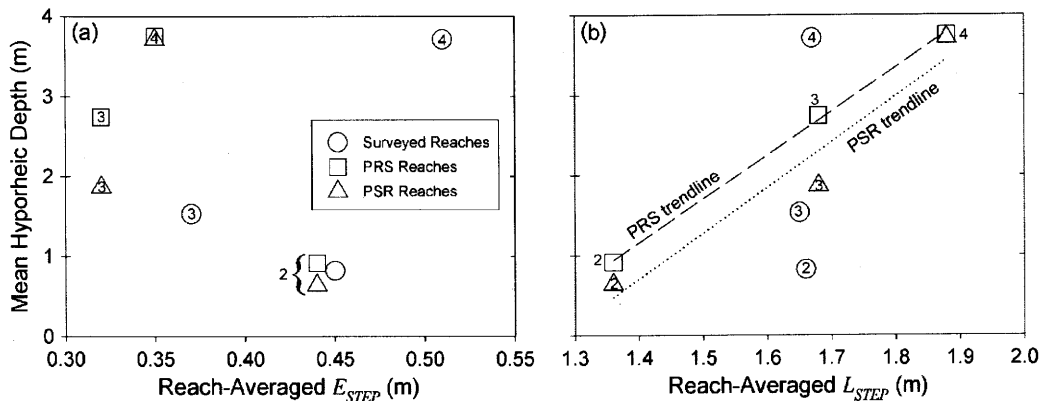 (a)
Mean Hyporheic Depth (m)
4
3
2
1
0
0.30 0.35 0.40 0.45 0.50 0.55
Reach-Averaged E_STEP (m)
4
4
3
3
3
2
Surveyed Reaches
PRS Reaches
PSR Reaches
(b)
4
4
3
3
3
2
2
2
PRS trendline
PSR trendline
1.3 1.4 1.5 1.6 1.7 1.8 1.9 2.0
Reach-Averaged L_STEP (m)